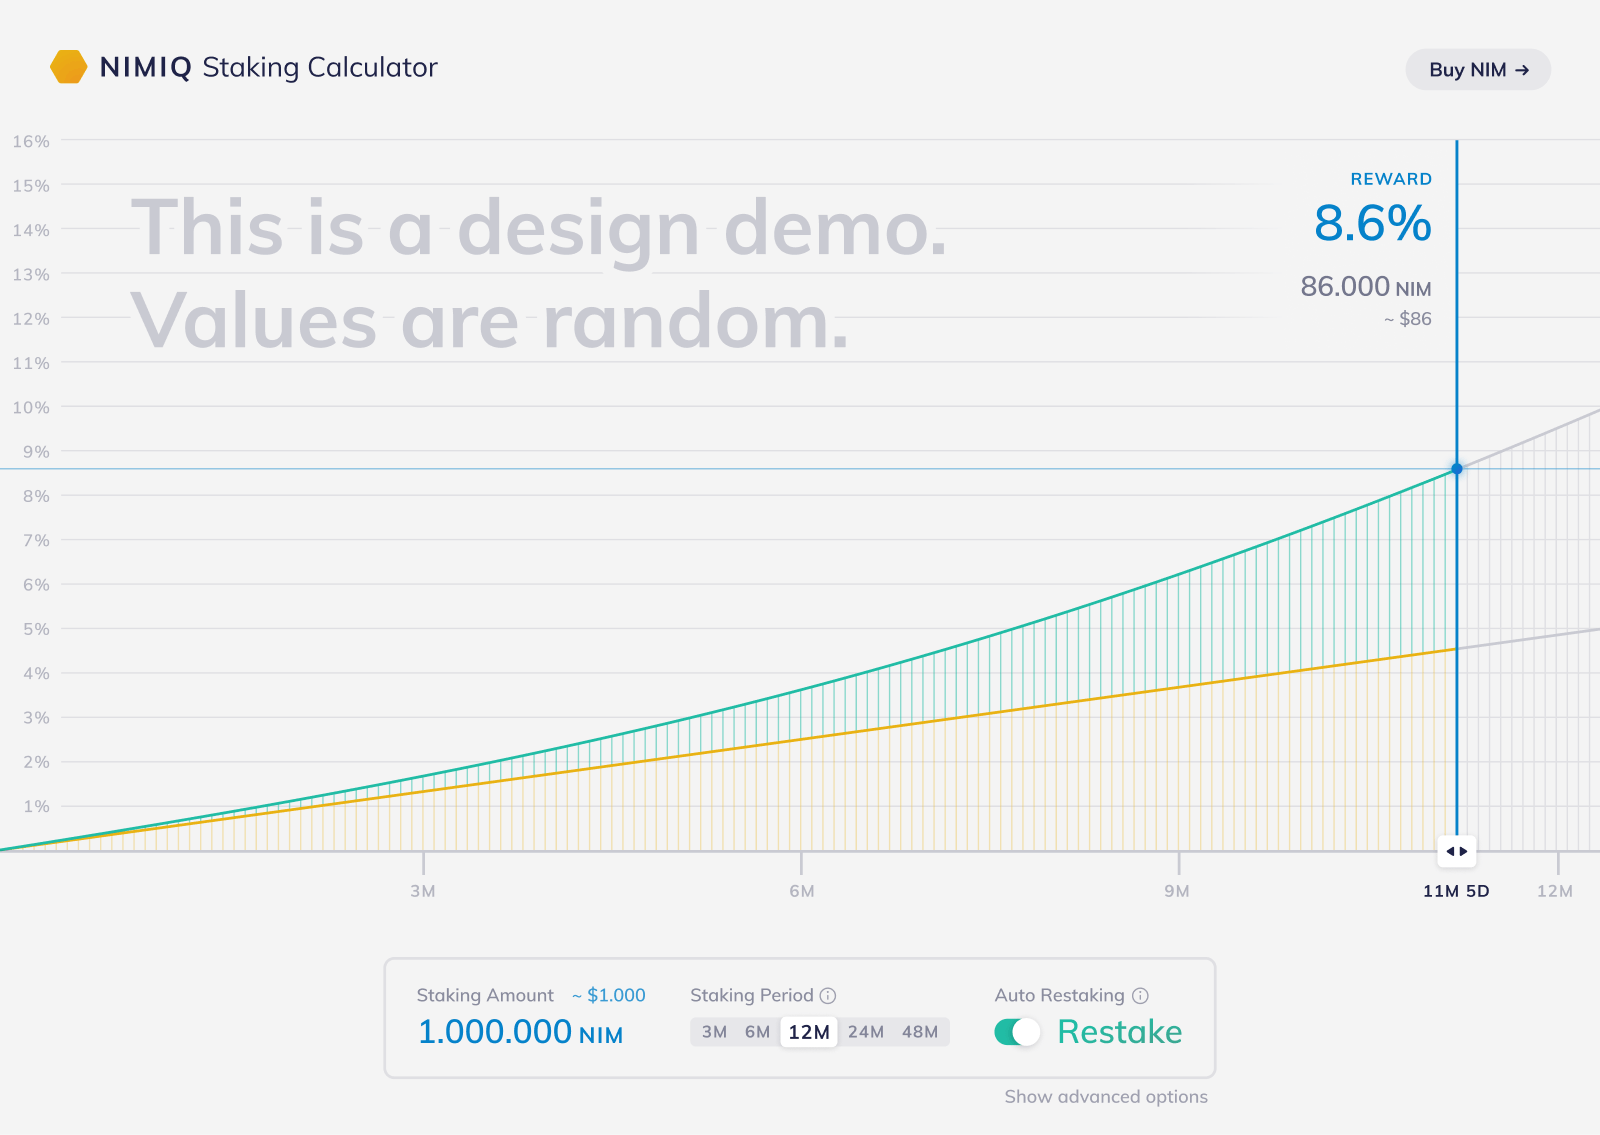 NIMIQ Staking Calculator
Buy NIM →
16%
15%
14%
13%
12%
11%
10%
9%
8%
7%
6%
5%
4%
3%
2%
1%
This is a design demo.
Values are random.
REWARD
8.6%
86.000 NIM
~ $86
3M
6M
9M
11M 5D
12M
Staking Amount ~ $1.000
1.000.000 NIM
Staking Period
3M 6M 12M 24M 48M
Auto Restaking
Restake
Show advanced options